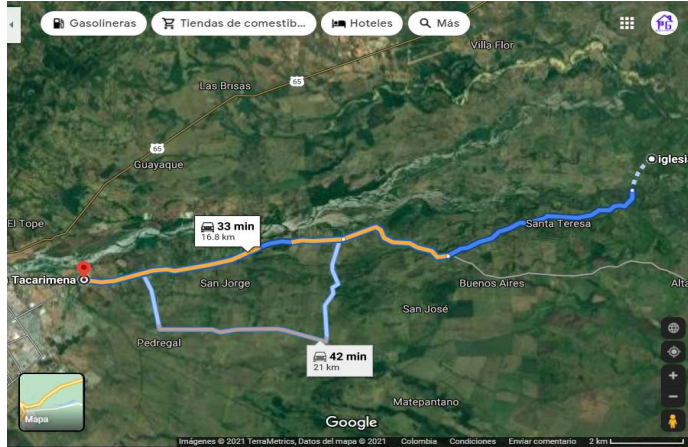 Gasolineras
Tiendas de comestib...
Hoteles
Más
PG
Villa Flor
65
Las Brisas
65
Guayaque
iglesi
El Tope
33 min
16.8 km
Santa Teresa
Tacarimena
San Jorge
Buenos Aires
Alta
San José
Pedregal
42 min
21 km
Matepantano
Mapa
Google
Imágenes © 2021 TerraMetrics, Datos del mapa © 2021 Colombia Condiciones Enviar comentario 2 km